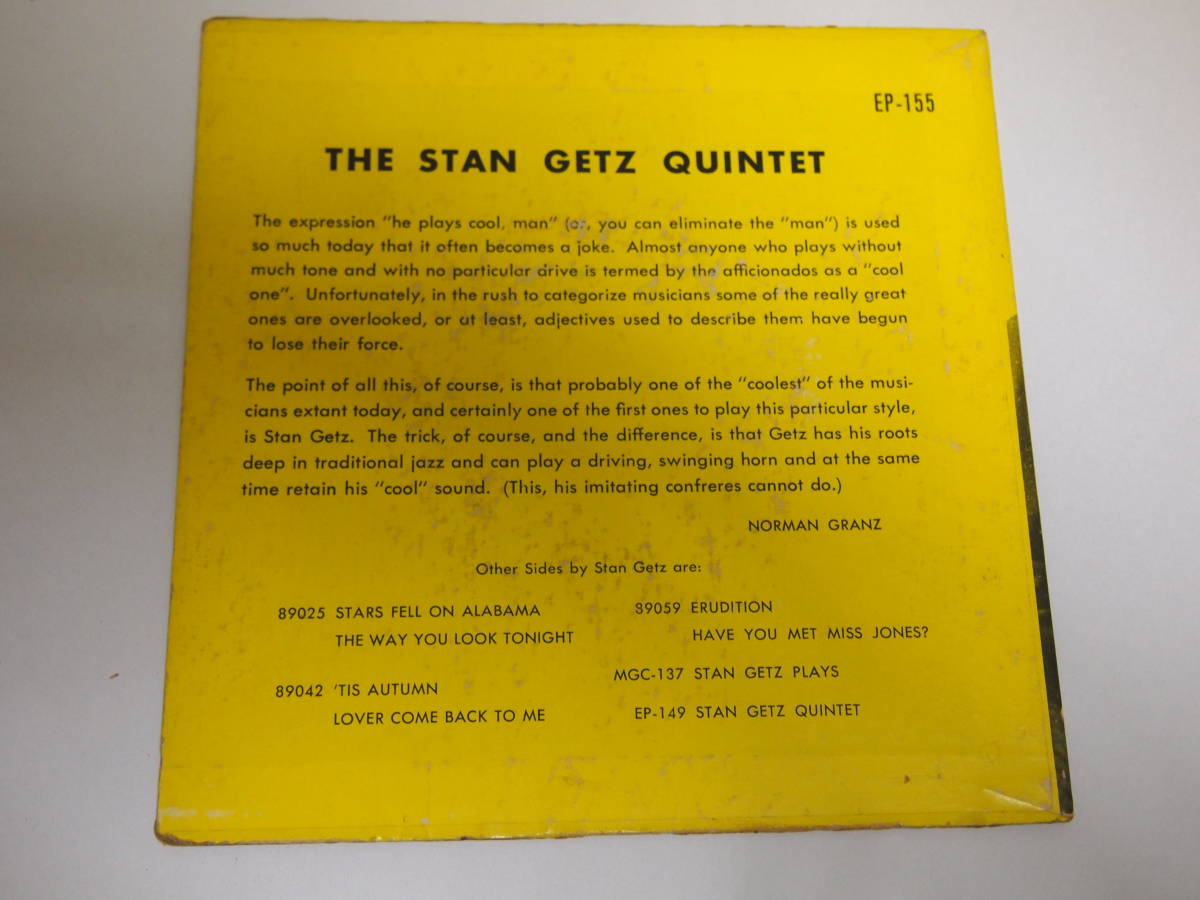 EP-155
THE STAN GETZ QUINTET
The expression "he plays cool, man" (or, you can eliminate the "man") is used
so much today that it often becomes a joke. Almost anyone who plays without
much tone and with no particular drive is termed by the afficionados as a "cool
one". Unfortunately, in the rush to categorize musicians some of the really great
ones are overlooked, or at least, adjectives used to describe them have begun
to lose their force.
The point of all this, of course, is that probably one of the "coolest" of the musi-
cians extant today, and certainly one of the first ones to play this particular style,
is Stan Getz. The trick, of course, and the difference, is that Getz has his roots
deep in traditional jazz and can play a driving, swinging horn and at the same
time retain his "cool" sound. (This, his imitating confreres cannot do.)
NORMAN GRANZ
Other Sides by Stan Getz are:
89025 STARS FELL ON ALABAMA
THE WAY YOU LOOK TONIGHT
89042 'TIS AUTUMN
LOVER COME BACK TO ME
89059 ERUDITION
HAVE YOU MET MISS JONES?
MGC-137 STAN GETZ PLAYS
EP-149 STAN GETZ QUINTET